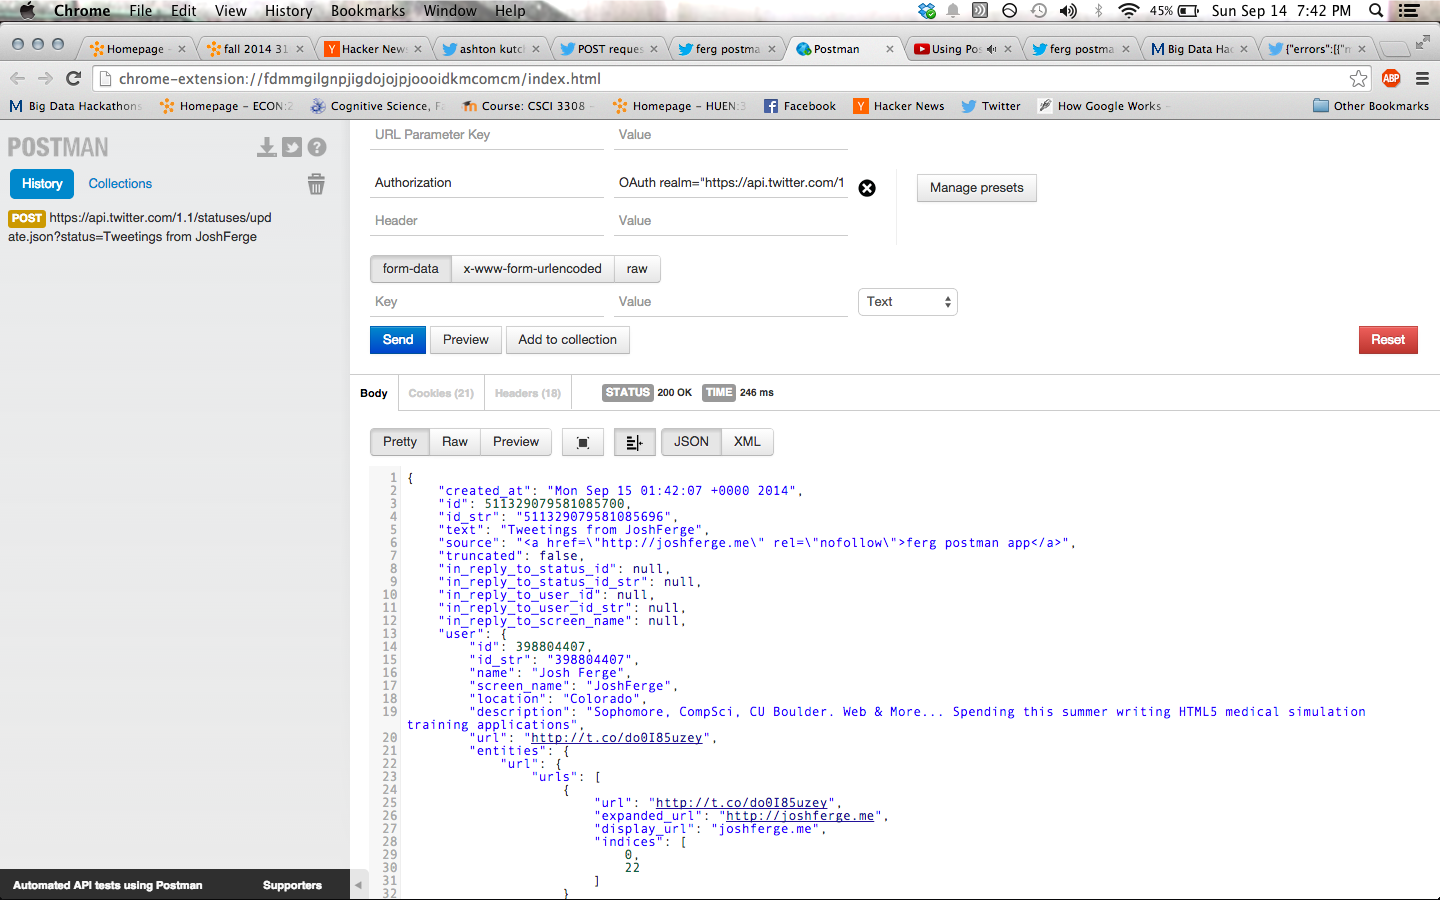 Chrome File Edit View History Bookmarks Window Help 45% Sun Sep 14 7:42 PM
Homepage – fall 2014 31 Hacker New ashton kutc POST reque ferg postma Postman Using Pos ferg postma Big Data Hac {"errors":[{"m
chrome-extension://fdmmgilgnpjigdojojpjoooidkmcomcm/index.html ABP
Big Data Hackathons Homepage – ECON:2 Cognitive Science, Fa Course: CSCI 3308 – Homepage – HUEN:3 Facebook Hacker News Twitter How Google Works – Other Bookmarks
POSTMAN
History Collections
POST https://api.twitter.com/1.1/statuses/upd
ate.json?status=Tweetings from JoshFerge
URL Parameter Key Value
Authorization OAuth realm="https://api.twitter.com/1 Manage presets
Header Value
form-data x-www-form-urlencoded raw
Key Value Text
Send Preview Add to collection Reset
Body Cookies (21) Headers (18) STATUS 200 OK TIME 246 ms
Pretty Raw Preview JSON XML
1 {
2 "created_at": "Mon Sep 15 01:42:07 +0000 2014",
3 "id": 511329079581085700,
4 "id_str": "511329079581085696",
5 "text": "Tweetings from JoshFerge",
6 "source": "<a href=\"http://joshferge.me\" rel=\"nofollow\">ferg postman app</a>",
7 "truncated": false,
8 "in_reply_to_status_id": null,
9 "in_reply_to_status_id_str": null,
10 "in_reply_to_user_id": null,
11 "in_reply_to_user_id_str": null,
12 "in_reply_to_screen_name": null,
13 "user": {
14 "id": 398804407,
15 "id_str": "398804407",
16 "name": "Josh Ferge",
17 "screen_name": "JoshFerge",
18 "location": "Colorado",
19 "description": "Sophomore, CompSci, CU Boulder. Web & More... Spending this summer writing HTML5 medical simulation
training applications",
20 "url": "http://t.co/do0I85uzey",
21 "entities": {
22 "url": {
23 "urls": [
24 {
25 "url": "http://t.co/do0I85uzey",
26 "expanded_url": "http://joshferge.me",
27 "display_url": "joshferge.me",
28 "indices": [
29 0,
30 22
31 ]
32 }
Automated API tests using Postman Supporters